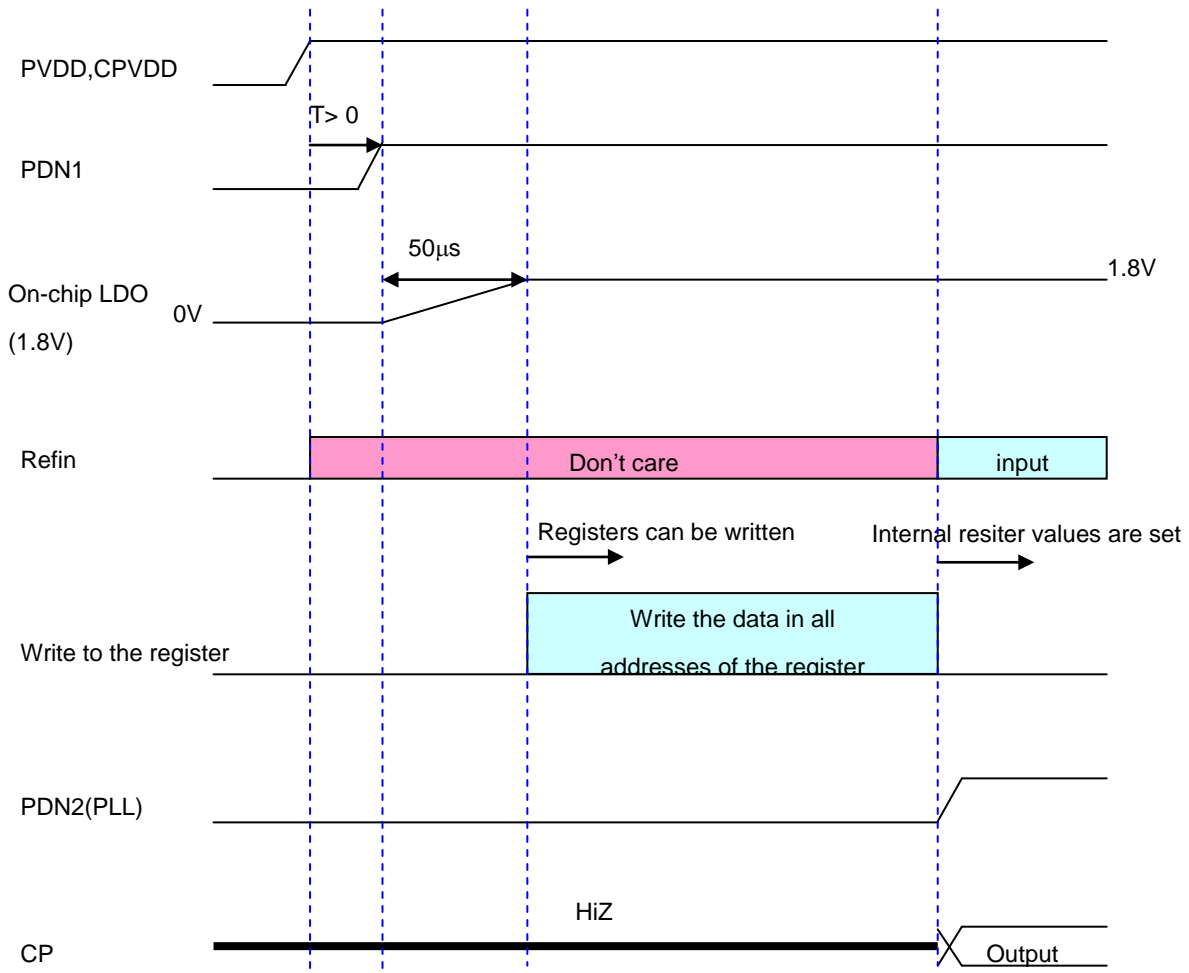 PVDD,CPVDD
T> 0
PDN1
50μs
1.8V
On-chip LDO
0V
(1.8V)
Refin
Don't care
input
Registers can be written
Internal resiter values are set
Write the data in all
Write to the register
addresses of the register
PDN2(PLL)
HiZ
CP
Output